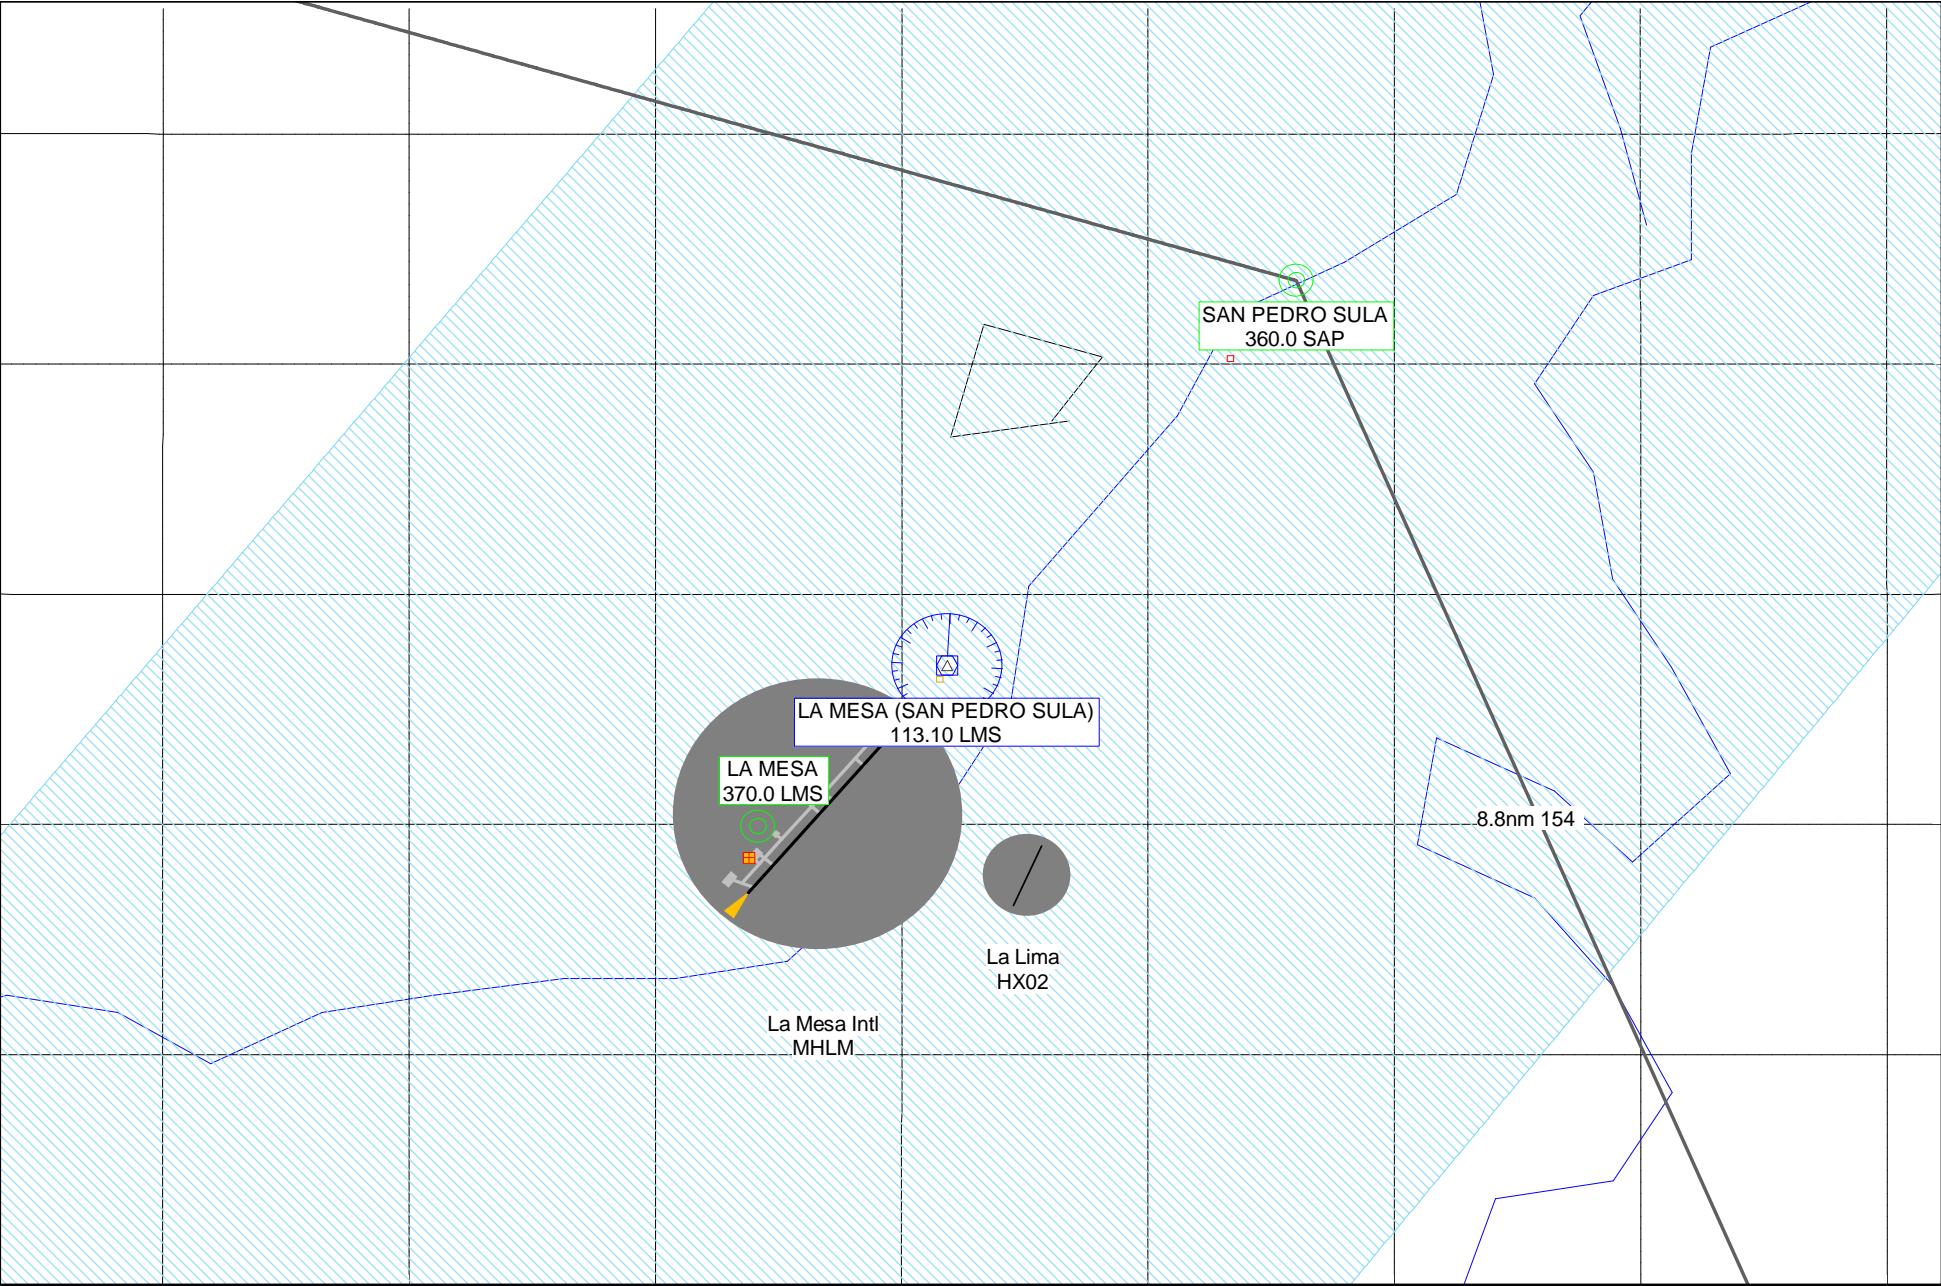 SAN PEDRO SULA
360.0 SAP
LA MESA (SAN PEDRO SULA)
113.10 LMS
LA MESA
370.0 LMS
8.8nm 154
La Lima
HX02
La Mesa Intl
MHLM